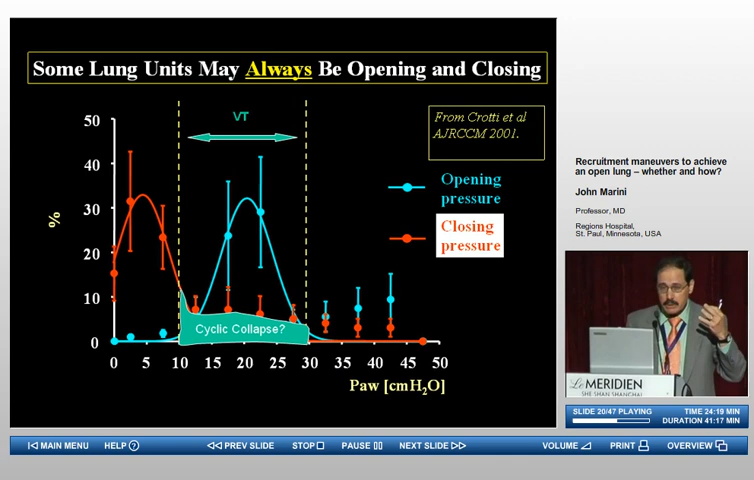 Some Lung Units May Always Be Opening and Closing
VT
From Crotti et al
AJRCCM 2001.
50
40
30
20
10
0
%
Opening
pressure
Closing
pressure
Cyclic Collapse?
0 5 10 15 20 25 30 35 40 45 50
Paw [cmH₂O]
Recruitment maneuvers to achieve
an open lung – whether and how?
John Marini
Professor, MD
Regions Hospital,
St. Paul, Minnesota, USA
Le MERIDIEN
SHE SHAN SHANGHAI
SLIDE 20/47 PLAYING TIME 24:19 MIN
DURATION 41:17 MIN
MAIN MENU HELP ? PREV SLIDE STOP PAUSE NEXT SLIDE VOLUME PRINT OVERVIEW